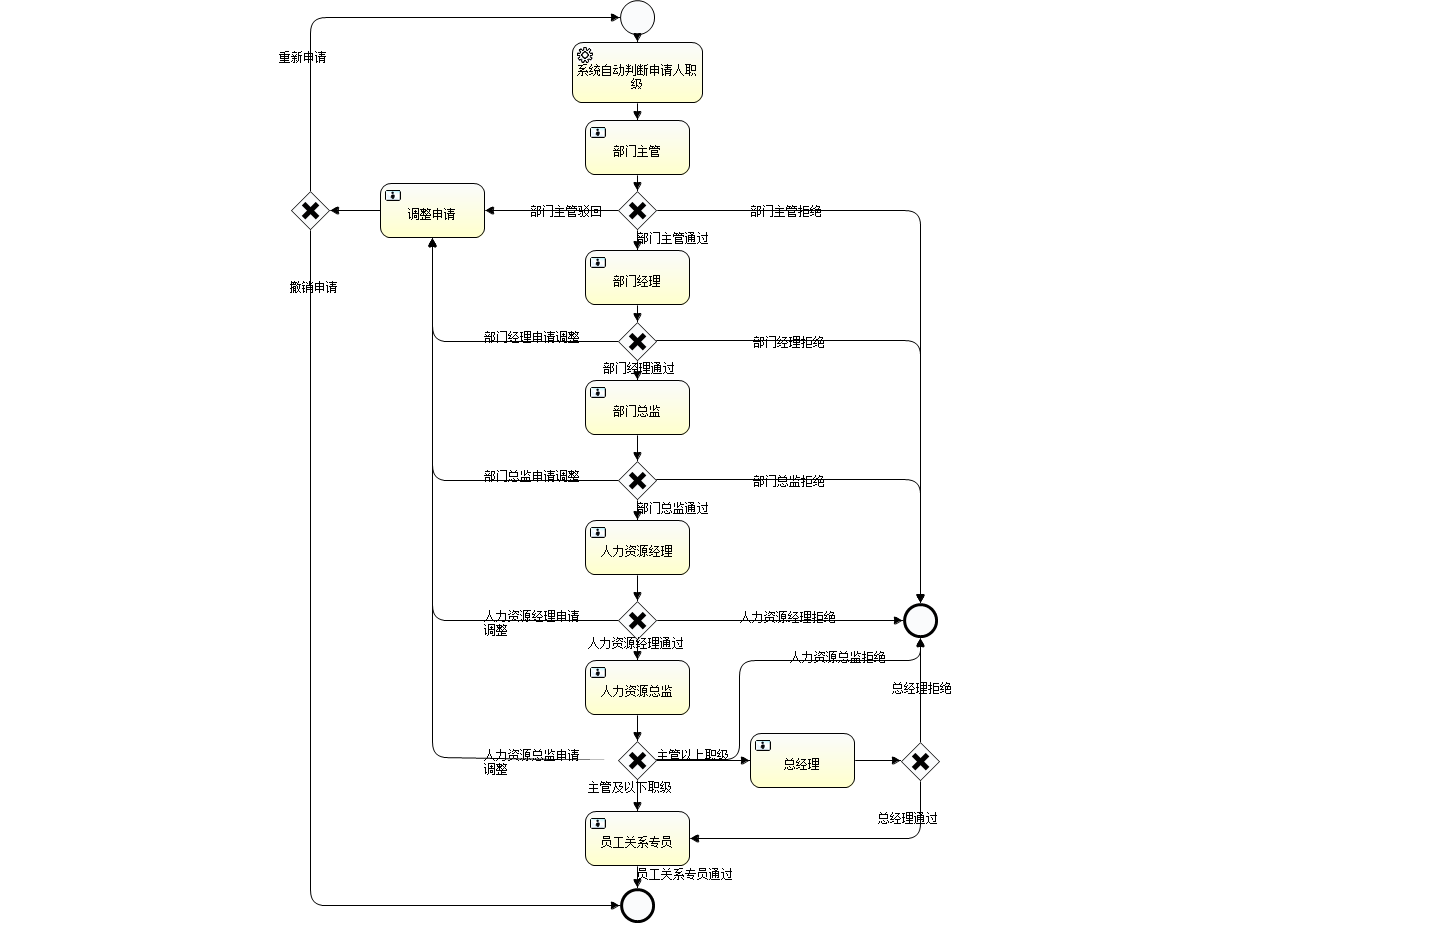 重新申请
系统自动判断申请人职
级
部门主管
调整申请
部门主管驳回
部门主管拒绝
部门主管通过
部门经理
撤销申请
部门经理申请调整
部门经理拒绝
部门经理通过
部门总监
部门总监申请调整
部门总监拒绝
部门总监通过
人力资源经理
人力资源经理申请
调整
人力资源经理拒绝
人力资源经理通过
人力资源总监拒绝
人力资源总监
总经理拒绝
人力资源总监申请
调整
主管以上职级
总经理
主管及以下职级
总经理通过
员工关系专员
员工关系专员通过